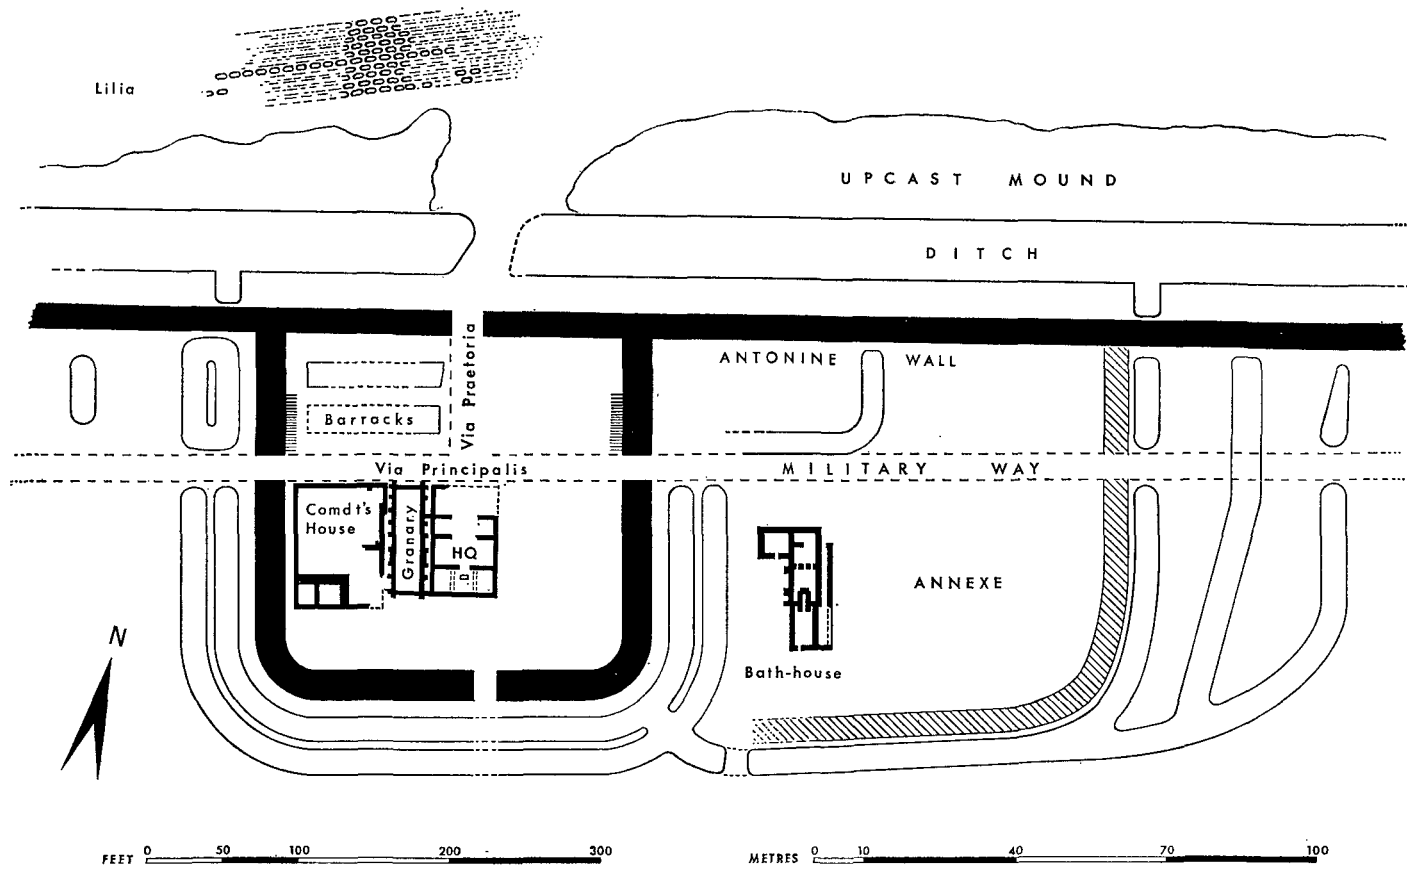 Lilia
UPCAST MOUND
DITCH
Via Praetoria
ANTONINE WALL
Barracks
Via Principalis
MILITARY WAY
Comdt's
House
Granary
HQ
ANNEXE
Bath-house
N
FEET 0 50 100 200 300
METRES 0 10 40 70 100